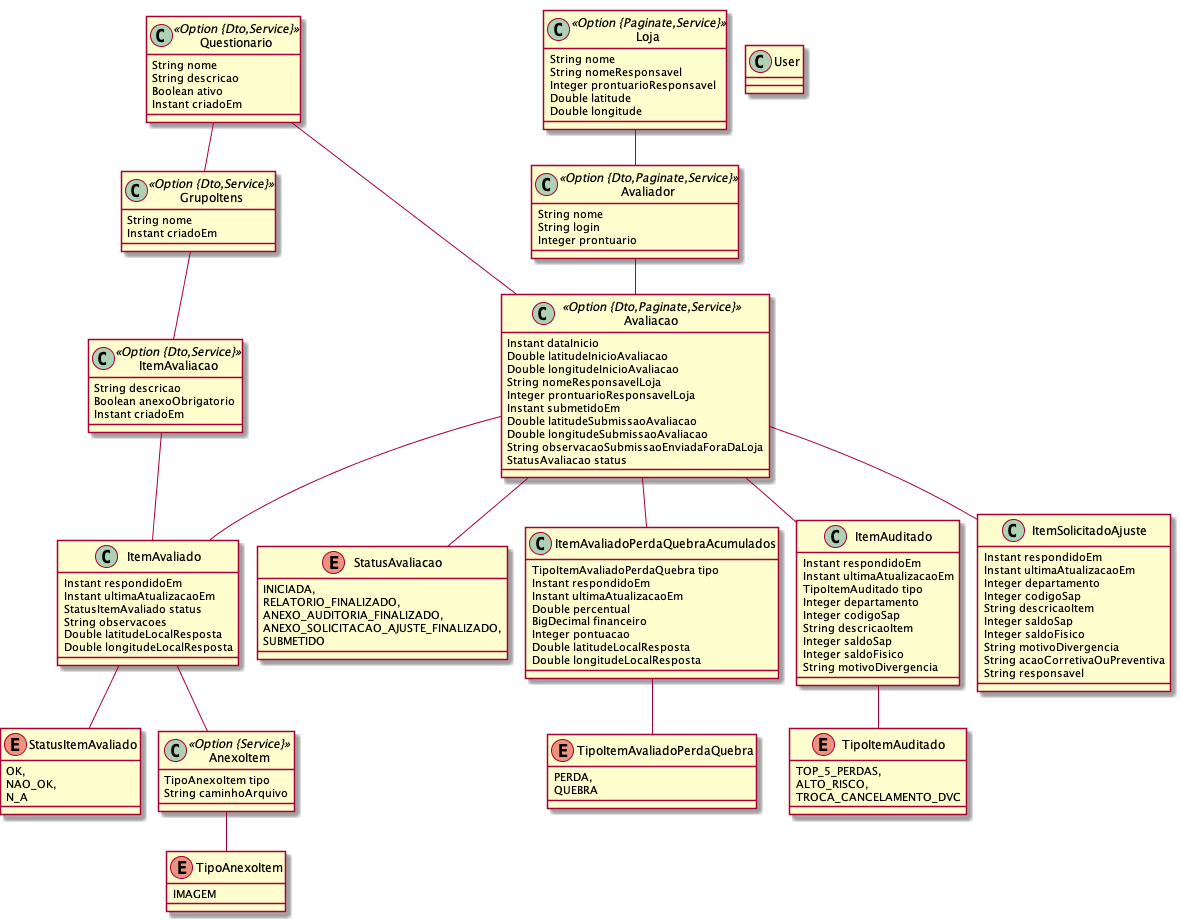 C «Option {Dto,Service}»
Questionario
String nome
String descricao
Boolean ativo
Instant criadoEm
C «Option {Paginate,Service}»
Loja
String nome
String nomeResponsavel
Integer prontuarioResponsavel
Double latitude
Double longitude
C User
C «Option {Dto,Service}»
GrupoItens
String nome
Instant criadoEm
C «Option {Dto,Paginate,Service}»
Avaliador
String nome
String login
Integer prontuario
C «Option {Dto,Service}»
ItemAvaliacao
String descricao
Boolean anexoObrigatorio
Instant criadoEm
C «Option {Dto,Paginate,Service}»
Avaliacao
Instant dataInicio
Double latitudeInicioAvaliacao
Double longitudeInicioAvaliacao
String nomeResponsavelLoja
Integer prontuarioResponsavelLoja
Instant submetidoEm
Double latitudeSubmissaoAvaliacao
Double longitudeSubmissaoAvaliacao
String observacaoSubmissaoEnviadaForaDaLoja
StatusAvaliacao status
C ItemAvaliado
Instant respondidoEm
Instant ultimaAtualizacaoEm
StatusItemAvaliado status
String observacoes
Double latitudeLocalResposta
Double longitudeLocalResposta
E StatusAvaliacao
INICIADA,
RELATORIO_FINALIZADO,
ANEXO_AUDITORIA_FINALIZADO,
ANEXO_SOLICITACAO_AJUSTE_FINALIZADO,
SUBMETIDO
C ItemAvaliadoPerdaQuebraAcumulados
TipoItemAvaliadoPerdaQuebra tipo
Instant respondidoEm
Instant ultimaAtualizacaoEm
Double percentual
BigDecimal financeiro
Integer pontuacao
Double latitudeLocalResposta
Double longitudeLocalResposta
C ItemAuditado
Instant respondidoEm
Instant ultimaAtualizacaoEm
TipoItemAuditado tipo
Integer departamento
Integer codigoSap
String descricaoItem
Integer saldoSap
Integer saldoFisico
String motivoDivergencia
C ItemSolicitadoAjuste
Instant respondidoEm
Instant ultimaAtualizacaoEm
Integer departamento
Integer codigoSap
String descricaoItem
Integer saldoSap
Integer saldoFisico
String motivoDivergencia
String acaoCorretivaOuPreventiva
String responsavel
E StatusItemAvaliado
OK,
NAO_OK,
N_A
C «Option {Service}»
AnexoItem
TipoAnexoItem tipo
String caminhoArquivo
E TipoItemAvaliadoPerdaQuebra
PERDA,
QUEBRA
E TipoItemAuditado
TOP_5_PERDAS,
ALTO_RISCO,
TROCA_CANCELAMENTO_DVC
E TipoAnexoItem
IMAGEM